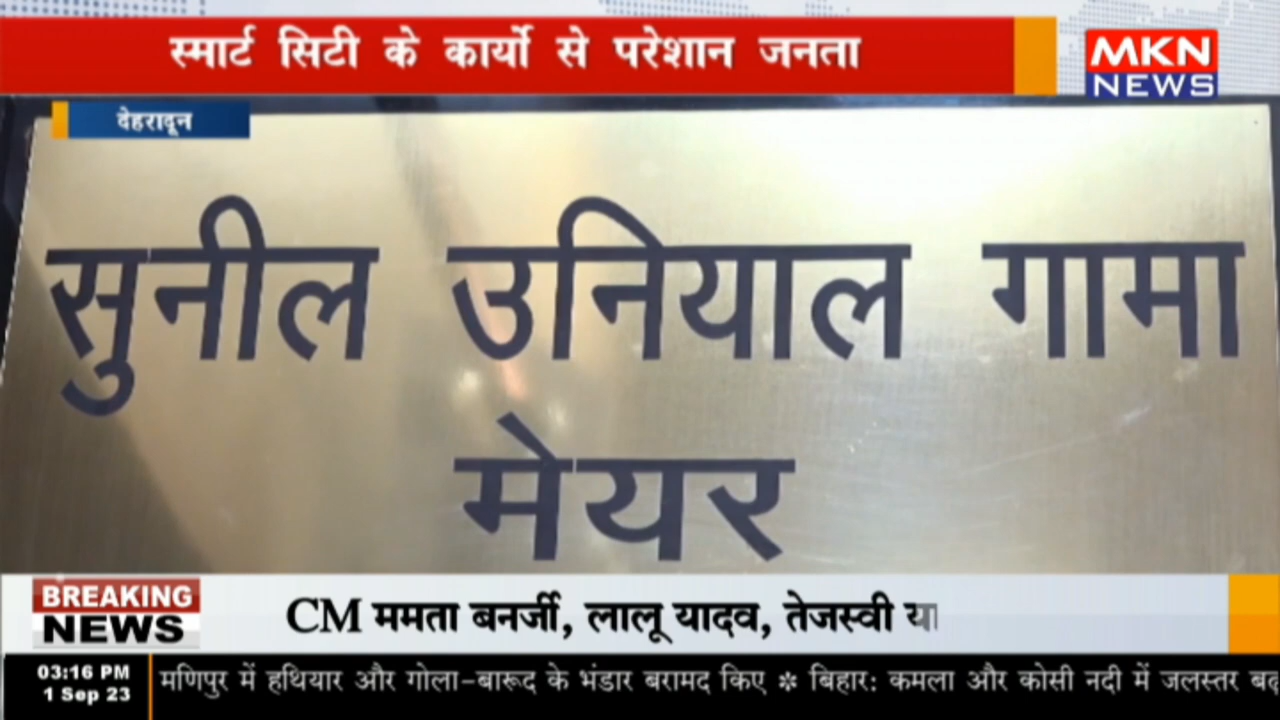 स्मार्ट सिटी के कार्यो से परेशान जनता
MKN
NEWS
देहरादून
सुनील उनियाल गामा
मेयर
BREAKING
NEWS
CM ममता बनर्जी, लालू यादव, तेजस्वी
03:16 PM
1 Sep 23
मणिपुर में हथियार और गोला-बारूद के भंडार बरामद किए * बिहार: कमला और कोसी नदी में जलस्तर